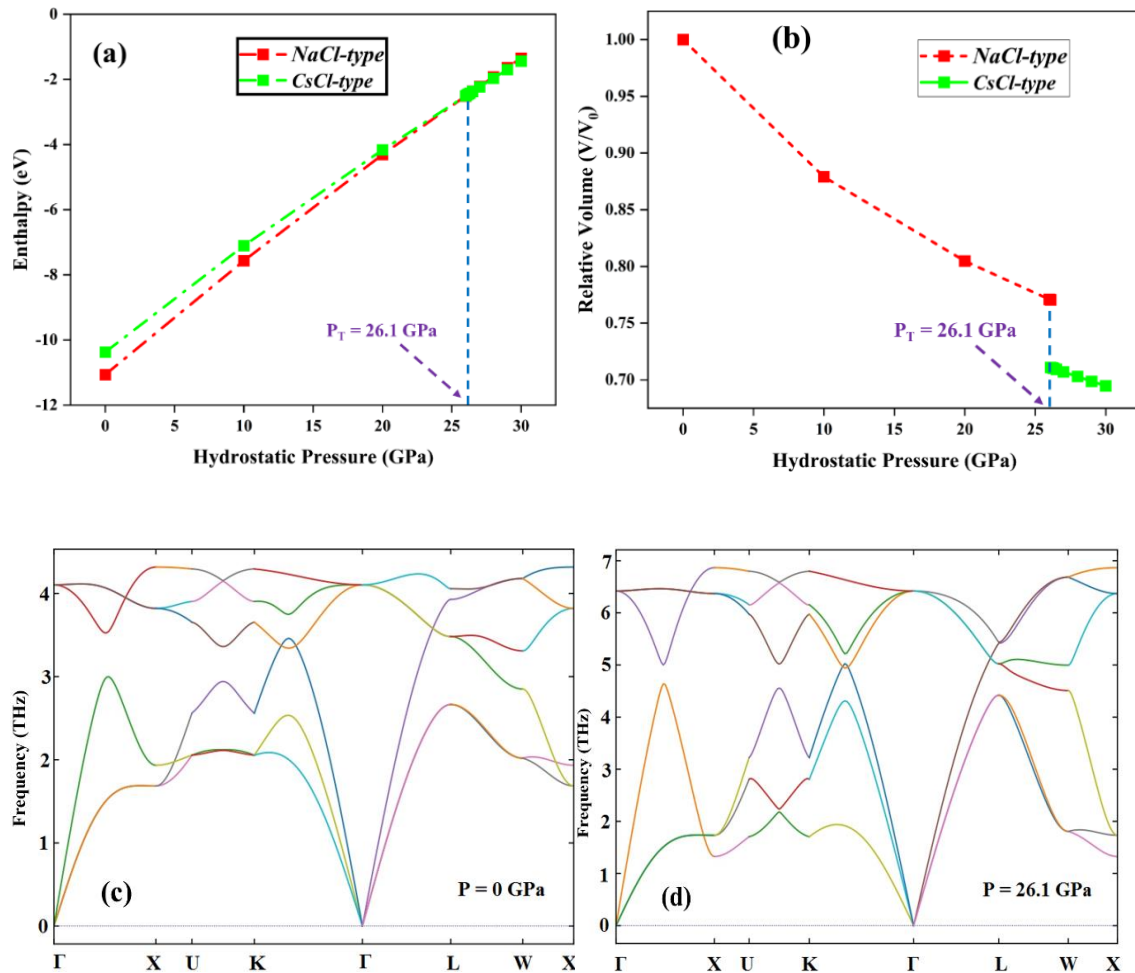 (a)
NaCl-type
CsCl-type
Enthalpy (eV)
0
-2
-4
-6
-8
-10
-12
P_T = 26.1 GPa
0 5 10 15 20 25 30
Hydrostatic Pressure (GPa)
(b)
NaCl-type
CsCl-type
Relative Volume (V/V₀)
1.00
0.95
0.90
0.85
0.80
0.75
0.70
P_T = 26.1 GPa
0 5 10 15 20 25 30
Hydrostatic Pressure (GPa)
Frequency (THz)
4
3
2
1
0
(c)
P = 0 GPa
Γ X U K Γ L W X
Frequency (THz)
7
6
5
4
3
2
1
0
(d)
P = 26.1 GPa
Γ X U K Γ L W X